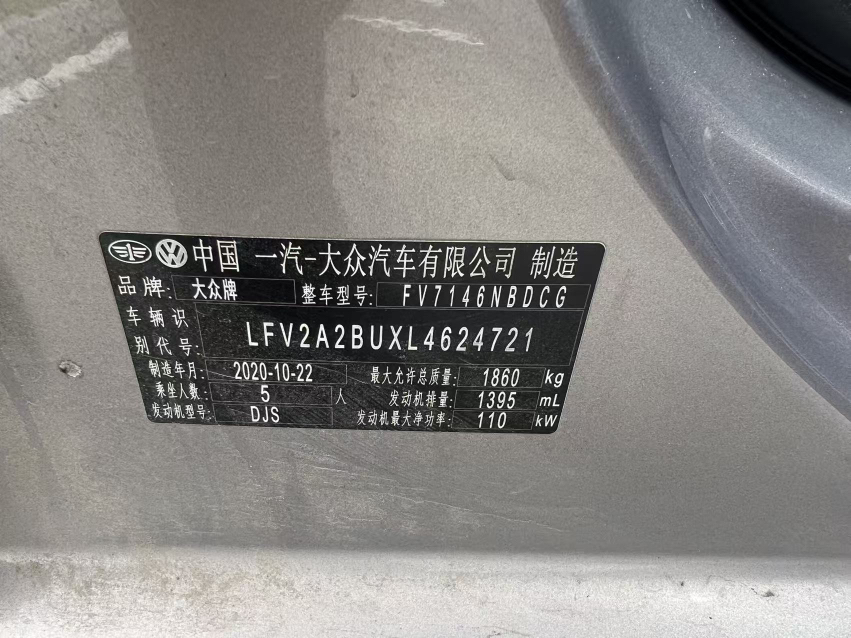 中国 一汽-大众汽车有限公司 制造
品牌: 大众牌 整车型号: FV7146NBDCG
车辆识别代号: LFV2A2BUXL4624721
制造年月: 2020-10-22 最大允许总质量: 1860 kg
乘坐人数: 5 人 发动机排量: 1395 mL
发动机型号: DJS 发动机最大净功率: 110 kW